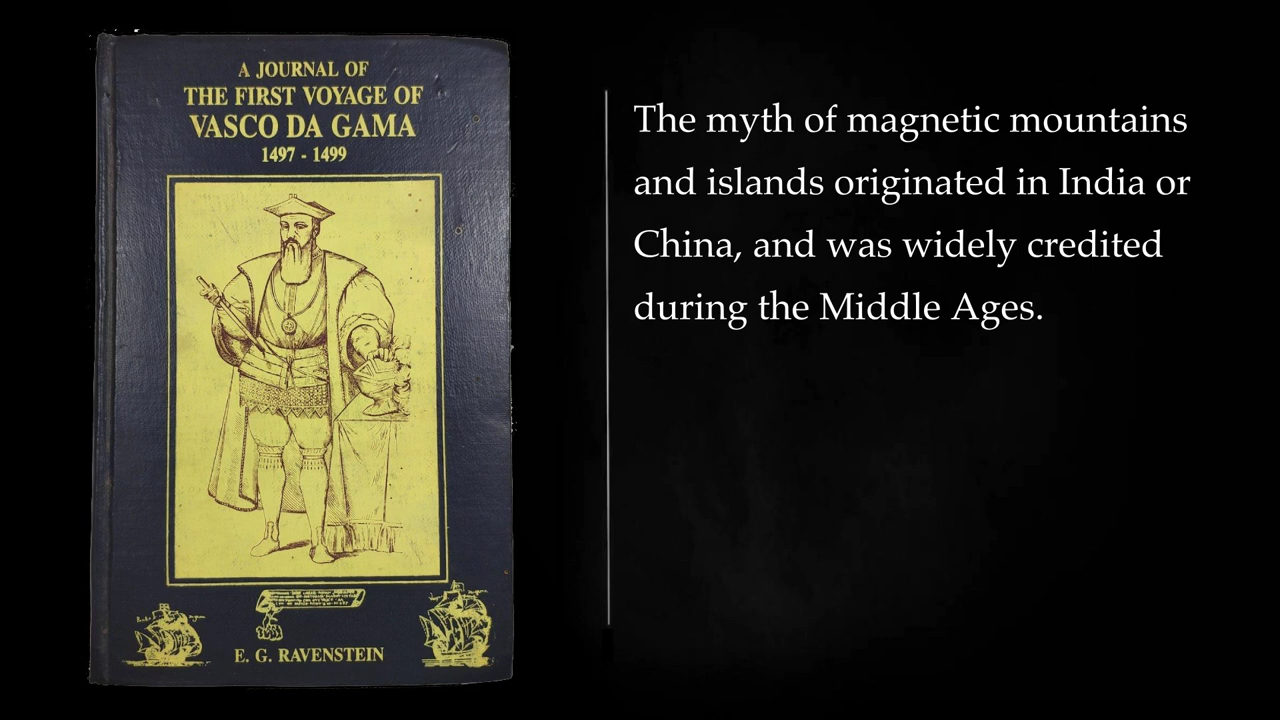 A JOURNAL OF
THE FIRST VOYAGE OF
VASCO DA GAMA
1497 - 1499
E. G. RAVENSTEIN
The myth of magnetic mountains
and islands originated in India or
China, and was widely credited
during the Middle Ages.